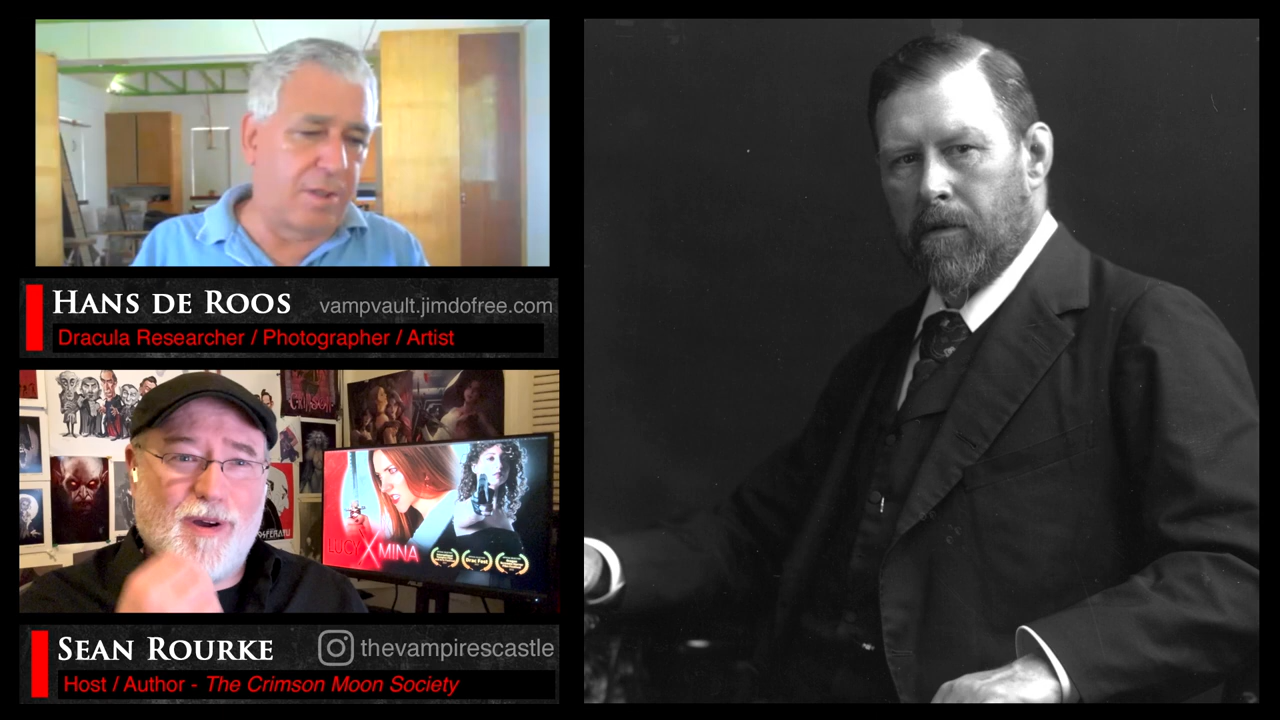 HANS DE ROOS
vampvault.jimdofree.com
Dracula Researcher / Photographer / Artist
LUCY X MINA
SEAN ROURKE
thevampirescastle
Host / Author - The Crimson Moon Society